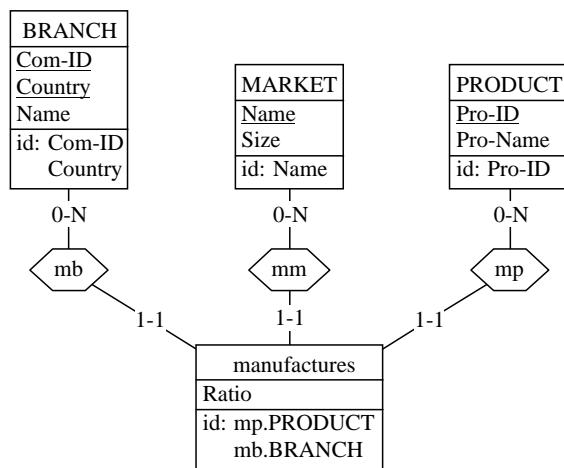 BRANCH
Com-ID
Country
Name
id: Com-ID
Country
MARKET
Name
Size
id: Name
PRODUCT
Pro-ID
Pro-Name
id: Pro-ID
0-N
0-N
0-N
mb
mm
mp
1-1
1-1
1-1
manufactures
Ratio
id: mp.PRODUCT
mb.BRANCH